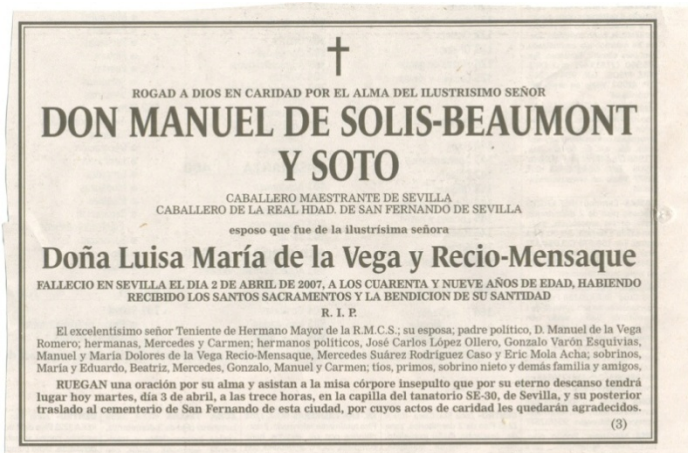 ROGAD A DIOS EN CARIDAD POR EL ALMA DEL ILUSTRISIMO SEÑOR
DON MANUEL DE SOLIS-BEAUMONT
Y SOTO
CABALLERO MAESTRANTE DE SEVILLA
CABALLERO DE LA REAL HDAD. DE SAN FERNANDO DE SEVILLA
esposo que fue de la ilustrísima señora
Doña Luisa María de la Vega y Recio-Mensaque
FALLECIO EN SEVILLA EL DIA 2 DE ABRIL DE 2007, A LOS CUARENTA Y NUEVE AÑOS DE EDAD, HABIENDO
RECIBIDO LOS SANTOS SACRAMENTOS Y LA BENDICION DE SU SANTIDAD
R. I. P.
El excelentísimo señor Teniente de Hermano Mayor de la R.M.C.S.; su esposa; padre político, D. Manuel de la Vega
Romero; hermanas, Mercedes y Carmen; hermanos políticos, José Carlos López Ollero, Gonzalo Varón Esquivias,
Manuel y María Dolores de la Vega Recio-Mensaque, Mercedes Suárez Rodríguez Caso y Eric Mola Acha; sobrinos,
María y Eduardo, Beatriz, Mercedes, Gonzalo, Manuel y Carmen; tíos, primos, sobrino nieto y demás familia y amigos,
RUEGAN una oración por su alma y asistan a la misa córpore insepulto que por su eterno descanso tendrá
lugar hoy martes, día 3 de abril, a las trece horas, en la capilla del tanatorio SE-30, de Sevilla, y su posterior
traslado al cementerio de San Fernando de esta ciudad, por cuyos actos de caridad les quedarán agradecidos.
(3)